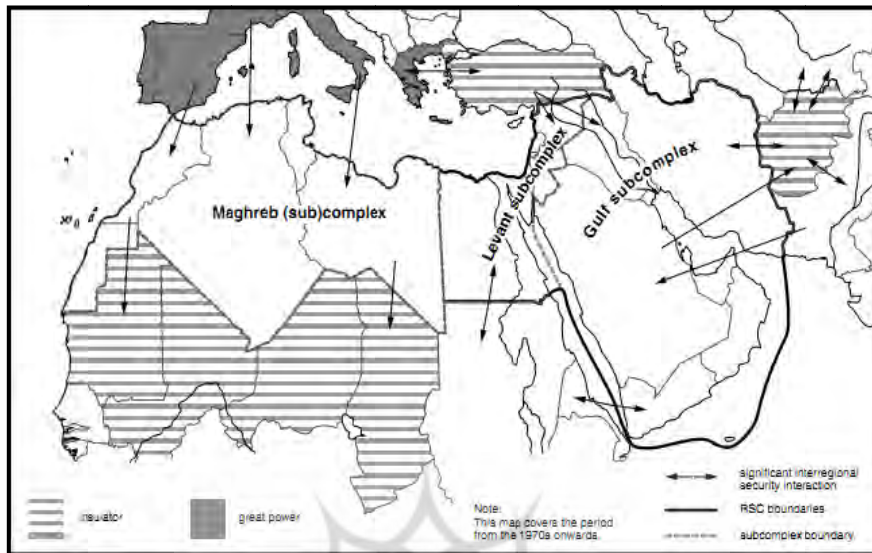 Maghreb (sub)complex
Levant subcomplex
Gulf subcomplex
insulator
great power
Note:
This map covers the period
from the 1970s onwards.
significant interregional
security interaction
RSC boundaries
subcomplex boundary